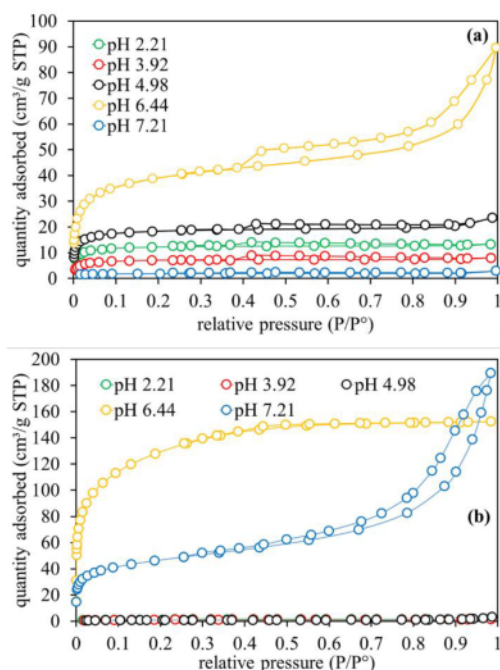 (a)
pH 2.21
pH 3.92
pH 4.98
pH 6.44
pH 7.21
100
90
80
70
60
50
40
30
20
10
0
quantity adsorbed (cm³/g STP)
0 0.1 0.2 0.3 0.4 0.5 0.6 0.7 0.8 0.9 1
relative pressure (P/P°)
pH 2.21 pH 3.92 pH 4.98
pH 6.44 pH 7.21
200
180
160
140
120
100
80
60
40
20
0
quantity adsorbed (cm³/g STP)
(b)
0 0.1 0.2 0.3 0.4 0.5 0.6 0.7 0.8 0.9 1
relative pressure (P/P°)